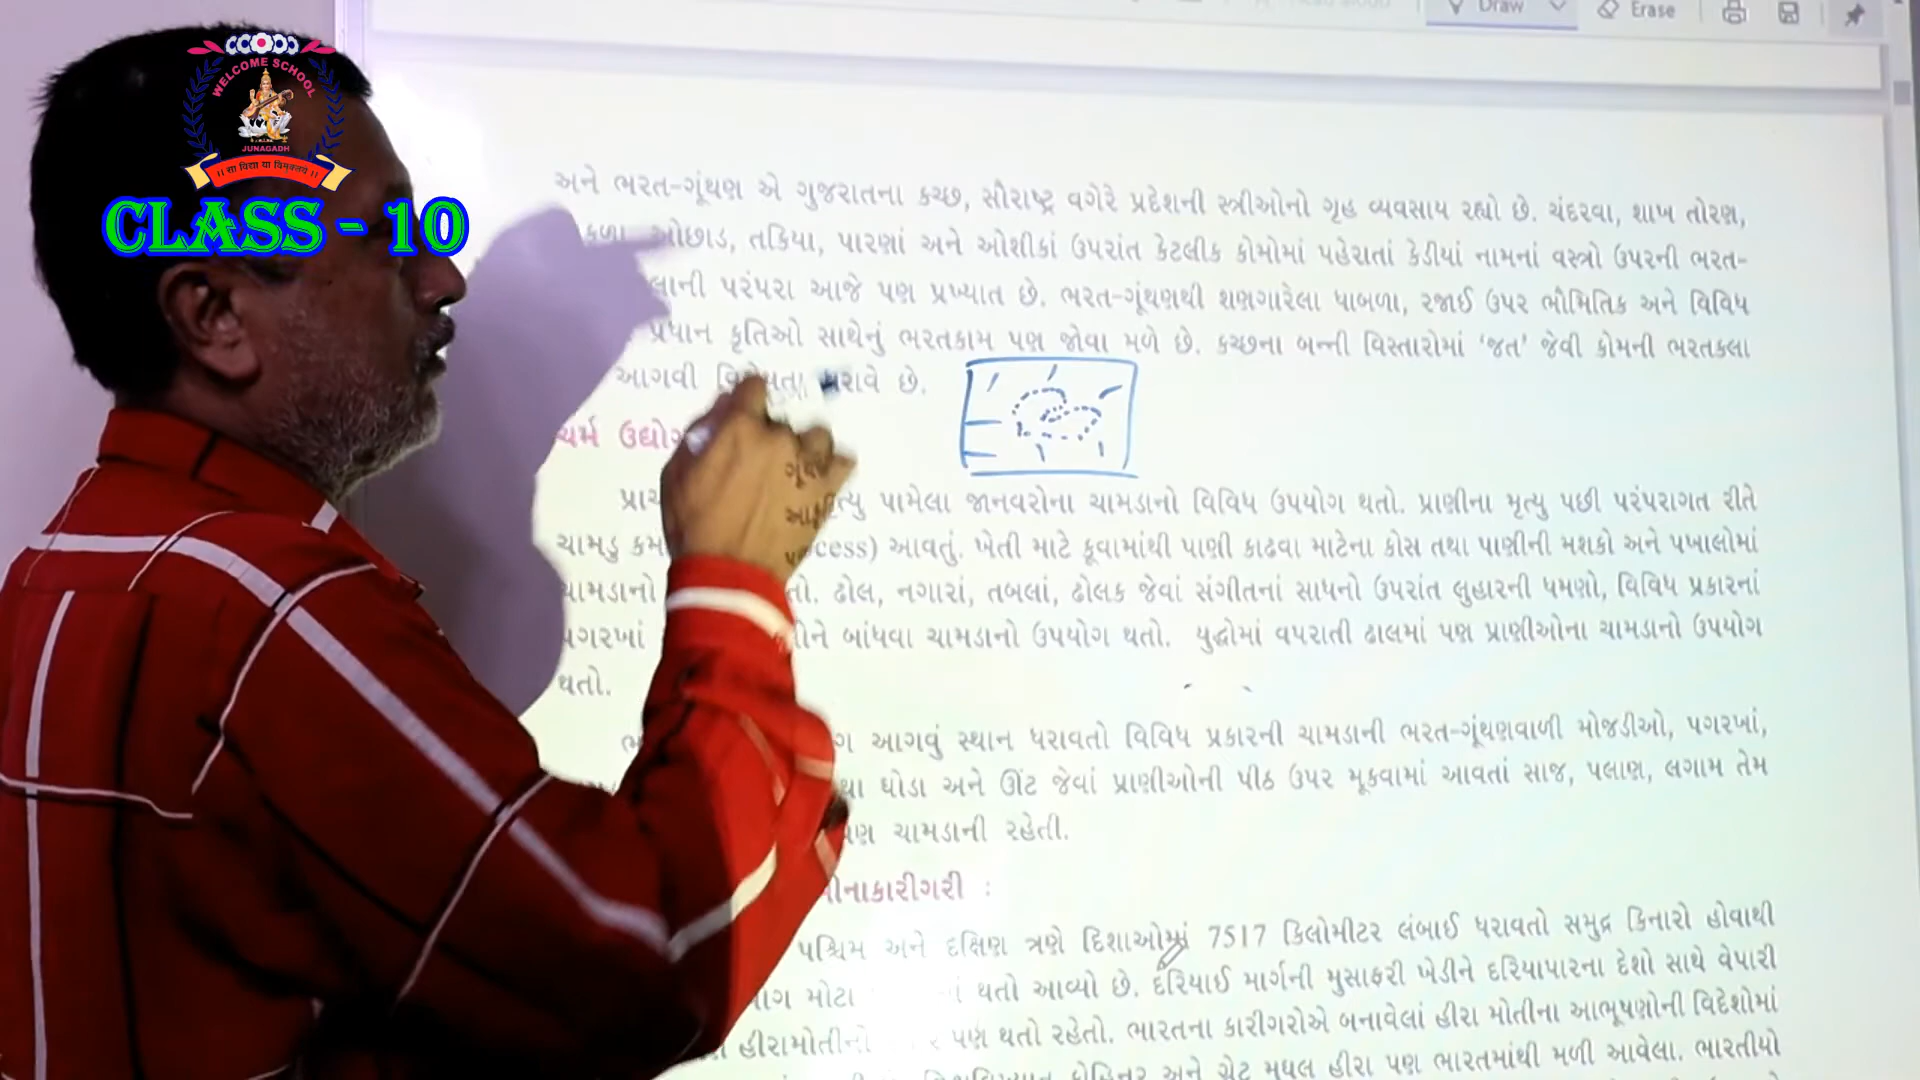 Draw
Erase
WELCOME SCHOOL
JUNAGADH
॥ सा विद्या या विमुक्तये ॥
CLASS - 10
અને ભરત-ગૂંથણ એ ગુજરાતના કચ્છ, સૌરાષ્ટ્ર વગેરે પ્રદેશની સ્ત્રીઓનો ગૃહ વ્યવસાય રહ્યો છે. ચંદરવા, શાખ તોરણ,
ઓછાડ, તકિયા, પારણાં અને ઓશીકાં ઉપરાંત કેટલીક કોમોમાં પહેરાતાં કેડીયાં નામનાં વસ્ત્રો ઉપરની ભરત-
પરંપરા આજે પણ પ્રખ્યાત છે. ભરત-ગૂંથણથી શણગારેલા ધાબળા, રજાઈ ઉપર ભૌમિતિક અને વિવિધ
પ્રધાન કૃતિઓ સાથેનું ભરતકામ પણ જોવા મળે છે. કચ્છના બન્ની વિસ્તારોમાં ‘જત’ જેવી કોમની ભરતકલા
આગવી વિશેષતા ધરાવે છે.
ચર્મ
પામેલા જાનવરોના ચામડાનો વિવિધ ઉપયોગ થતો. પ્રાણીના મૃત્યુ પછી પરંપરાગત રીતે
ચામડુ આવતું. ખેતી માટે કૂવામાંથી પાણી કાઢવા માટેના કોસ તથા પાણીની મશકો અને પખાલોમાં
ચામડાનો ઢોલ, નગારાં, તબલાં, ઢોલક જેવાં સંગીતનાં સાધનો ઉપરાંત લુહારની ધમણો, વિવિધ પ્રકારનાં
પગરખાં બાંધવા ચામડાનો ઉપયોગ થતો. યુદ્ધોમાં વપરાતી ઢાલમાં પણ પ્રાણીઓના ચામડાનો ઉપયોગ
થતો.
આગવું સ્થાન ધરાવતો વિવિધ પ્રકારની ચામડાની ભરત-ગૂંથણવાળી મોજડીઓ, પગરખાં,
ઘોડા અને ઊંટ જેવાં પ્રાણીઓની પીઠ ઉપર મૂકવામાં આવતાં સાજ, પલાણ, લગામ તેમ
પણ ચામડાની રહેતી.
મીનાકારીગરી :
પશ્ચિમ અને દક્ષિણ ત્રણે દિશાઓમાં 7517 કિલોમીટર લંબાઈ ધરાવતો સમુદ્ર કિનારો હોવાથી
મોટા થતો આવ્યો છે. દરિયાઈ માર્ગની મુસાફરી ખેડીને દરિયાપારના દેશો સાથે વેપારી
પણ થતો રહેતો. ભારતના કારીગરોએ બનાવેલાં હીરા મોતીના આભૂષણોની વિદેશોમાં
કોહિનૂર અને ગ્રેટ મુઘલ હીરા પણ ભારતમાંથી મળી આવેલા. ભારતીયો